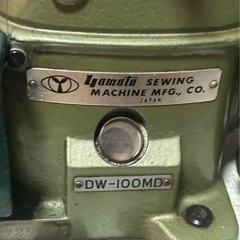 Yamato SEWING
MACHINE MFG., CO.
JAPAN
DW-100MD